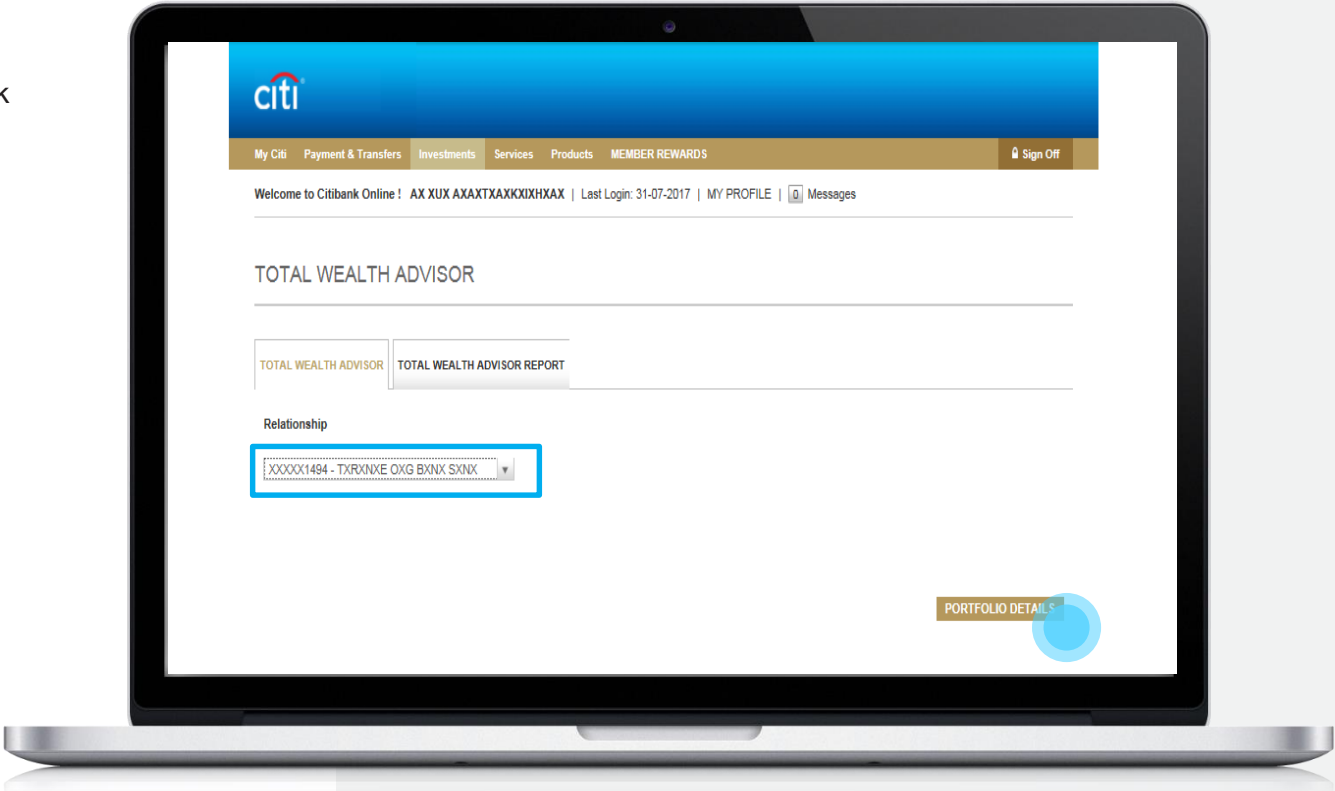 k
citi
My Citi Payment & Transfers Investments Services Products MEMBER REWARDS Sign Off
Welcome to Citibank Online ! AX XUX AXAXTXAXKXIXHXAX | Last Login: 31-07-2017 | MY PROFILE | 0 Messages
TOTAL WEALTH ADVISOR
TOTAL WEALTH ADVISOR TOTAL WEALTH ADVISOR REPORT
Relationship
XXXXX1494 - TXRXNXE OXG BXNX SXNX
PORTFOLIO DETAILS